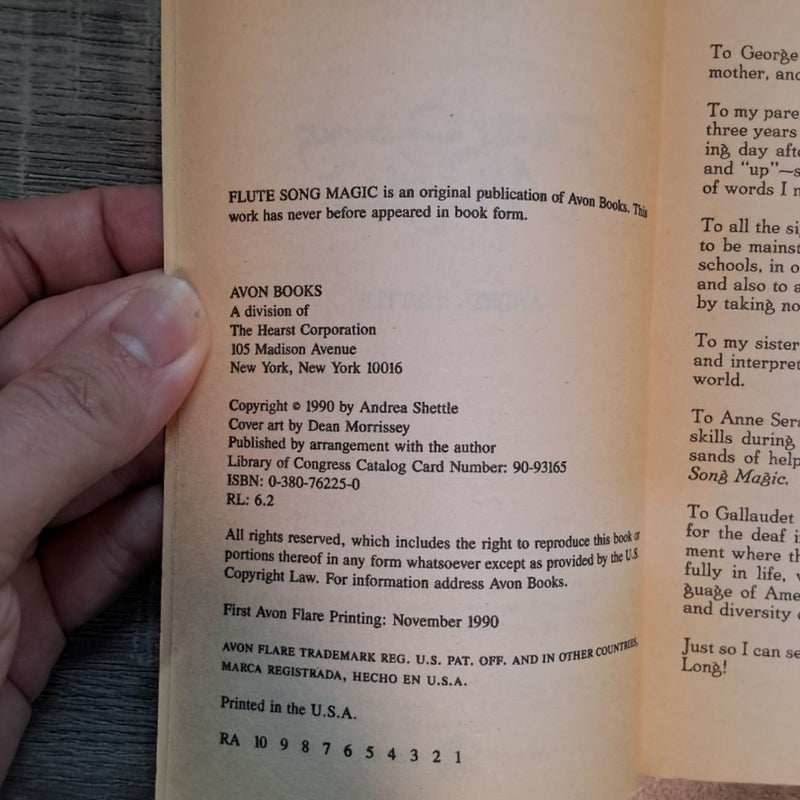 FLUTE SONG MAGIC is an original publication of Avon Books. This
work has never before appeared in book form.
AVON BOOKS
A division of
The Hearst Corporation
105 Madison Avenue
New York, New York 10016
Copyright © 1990 by Andrea Shettle
Cover art by Dean Morrissey
Published by arrangement with the author
Library of Congress Catalog Card Number: 90-93165
ISBN: 0-380-76225-0
RL: 6.2
All rights reserved, which includes the right to reproduce this book or
portions thereof in any form whatsoever except as provided by the U.S.
Copyright Law. For information address Avon Books.
First Avon Flare Printing: November 1990
AVON FLARE TRADEMARK REG. U.S. PAT. OFF. AND IN OTHER COUNTRIES,
MARCA REGISTRADA, HECHO EN U.S.A.
Printed in the U.S.A.
RA 10 9 8 7 6 5 4 3 2 1
To George
mother, and
To my pare
three years
ing day afte
and "up"—s
of words I n
To all the si
to be mainst
schools, in o
and also to a
by taking no
To my sister
and interpret
world.
To Anne Sera
skills during
sands of help
Song Magic.
To Gallaudet
for the deaf i
ment where th
fully in life, v
guage of Ame
and diversity
Just so I can se
Long!